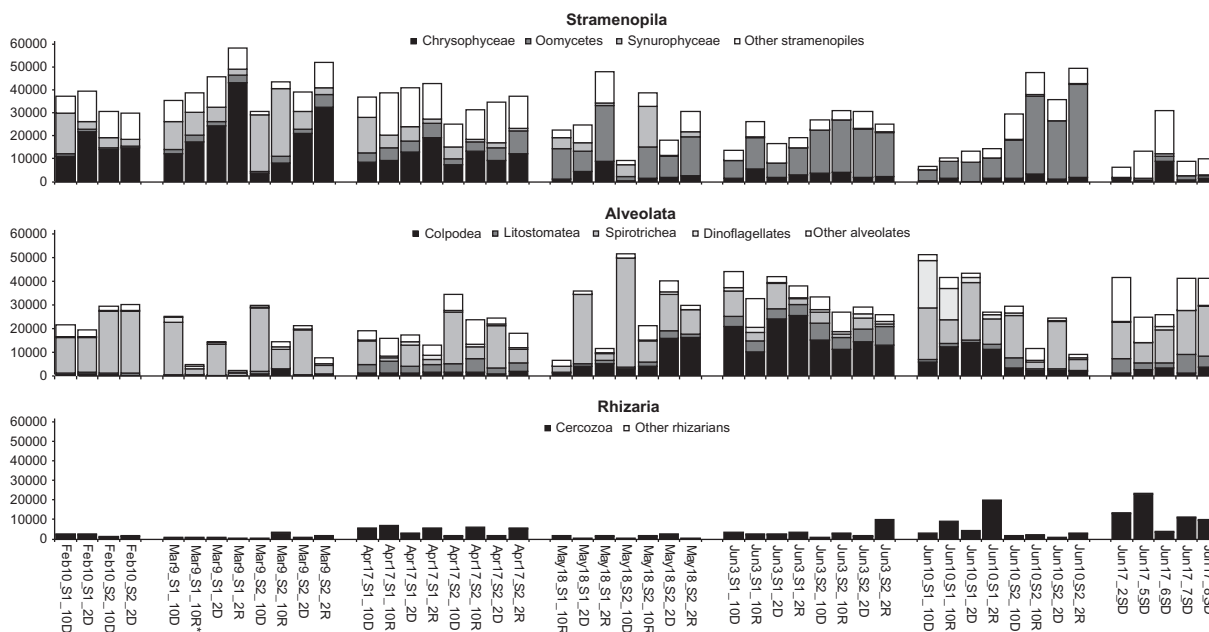 Stramenopila
60000
50000
40000
30000
20000
10000
0
Chrysophyceae Oomycetes Synurophyceae Other stramenopiles
Alveolata
60000
50000
40000
30000
20000
10000
0
Colpodea Litostomatea Spirotrichea Dinoflagellates Other alveolates
Rhizaria
60000
50000
40000
30000
20000
10000
0
Cercozoa Other rhizarians
Feb10_S1_10D
Feb10_S1_2D
Feb10_S2_10D
Feb10_S2_2D
Mar9_S1_10D
Mar9_S1_10R*
Mar9_S1_2D
Mar9_S1_2R
Mar9_S2_10D
Mar9_S2_10R
Mar9_S2_2D
Mar9_S2_2R
Apr17_S1_10D
Apr17_S1_10R
Apr17_S1_2D
Apr17_S1_2R
Apr17_S2_10D
Apr17_S2_10R
Apr17_S2_2D
Apr17_S2_2R
May18_S1_10R
May18_S1_2D
May18_S1_2R
May18_S2_10D
May18_S2_10R
May18_S2_2D
May18_S2_2R
Jun3_S1_10D
Jun3_S1_10R
Jun3_S1_2D
Jun3_S1_2R
Jun3_S2_10D
Jun3_S2_10R
Jun3_S2_2D
Jun3_S2_2R
Jun10_S1_10D
Jun10_S1_10R
Jun10_S1_2D
Jun10_S1_2R
Jun10_S2_10D
Jun10_S2_10R
Jun10_S2_2D
Jun10_S2_2R
Jun17_2_SD
Jun17_5_SD
Jun17_6_SD
Jun17_7_SD